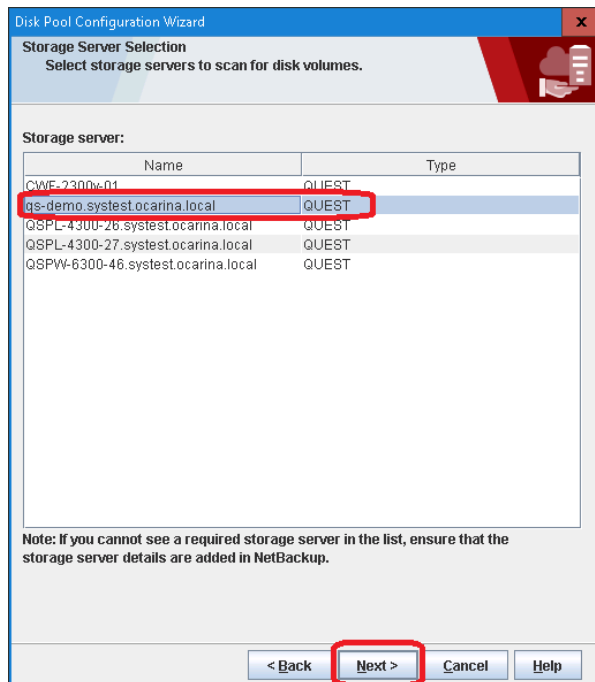 Disk Pool Configuration Wizard
x
Storage Server Selection
Select storage servers to scan for disk volumes.
Storage server:
Name Type
CWE-2300v-01 QUEST
qs-demo.systest.ocarina.local QUEST
QSPL-4300-26.systest.ocarina.local QUEST
QSPL-4300-27.systest.ocarina.local QUEST
QSPW-6300-46.systest.ocarina.local QUEST
Note: If you cannot see a required storage server in the list, ensure that the
storage server details are added in NetBackup.
< Back Next > Cancel Help